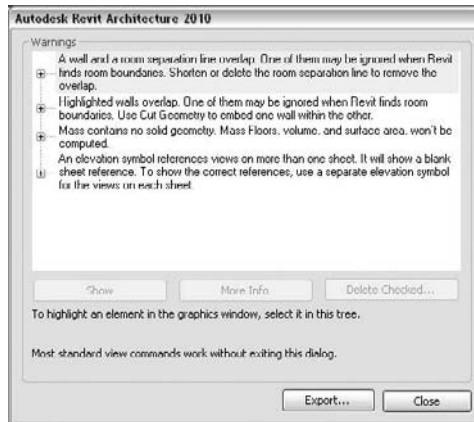 Autodesk Revit Architecture 2010
Warnings
A wall and a room separation line overlap. One of them may be ignored when Revit
finds room boundaries. Shorten or delete the room separation line to remove the
overlap.
Highlighted walls overlap. One of them may be ignored when Revit finds room
boundaries. Use Cut Geometry to embed one wall within the other.
Mass contains no solid geometry. Mass Floors, volume, and surface area, won't be
computed.
An elevation symbol references views on more than one sheet. It will show a blank
sheet reference. To show the correct references, use a separate elevation symbol
for the views on each sheet.
Show
More Info
Delete Checked...
To highlight an element in the graphics window, select it in this tree.
Most standard view commands work without exiting this dialog.
Export...
Close